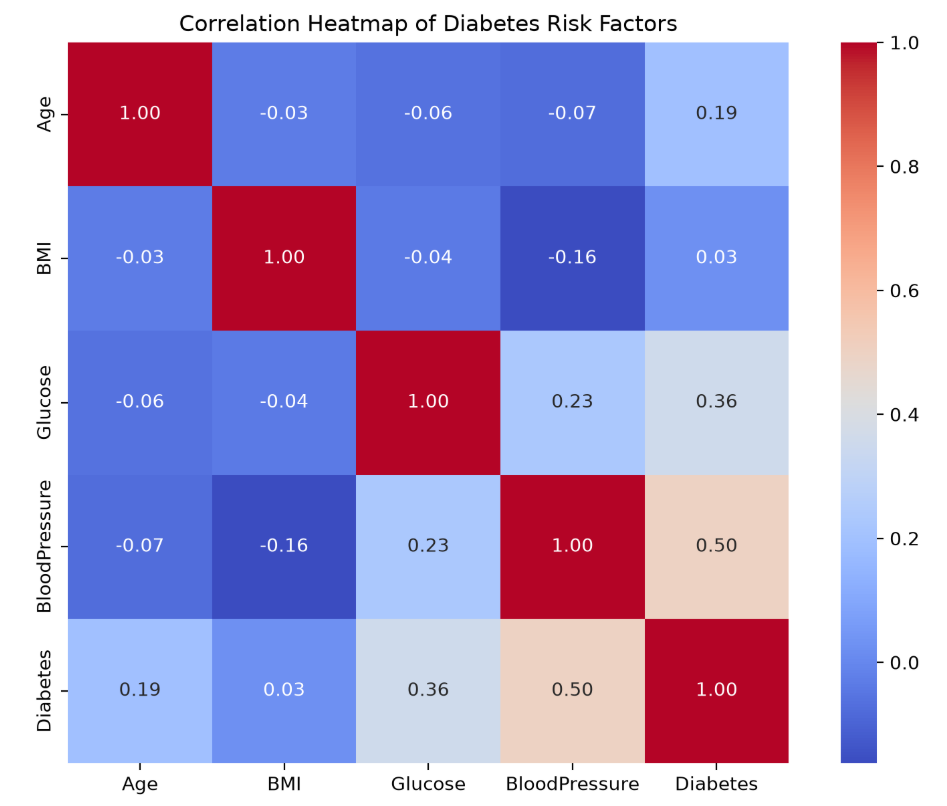 Correlation Heatmap of Diabetes Risk Factors
Age 1.00 -0.03 -0.06 -0.07 0.19
BMI -0.03 1.00 -0.04 -0.16 0.03
Glucose -0.06 -0.04 1.00 0.23 0.36
BloodPressure -0.07 -0.16 0.23 1.00 0.50
Diabetes 0.19 0.03 0.36 0.50 1.00
Age BMI Glucose BloodPressure Diabetes
1.0
0.8
0.6
0.4
0.2
0.0